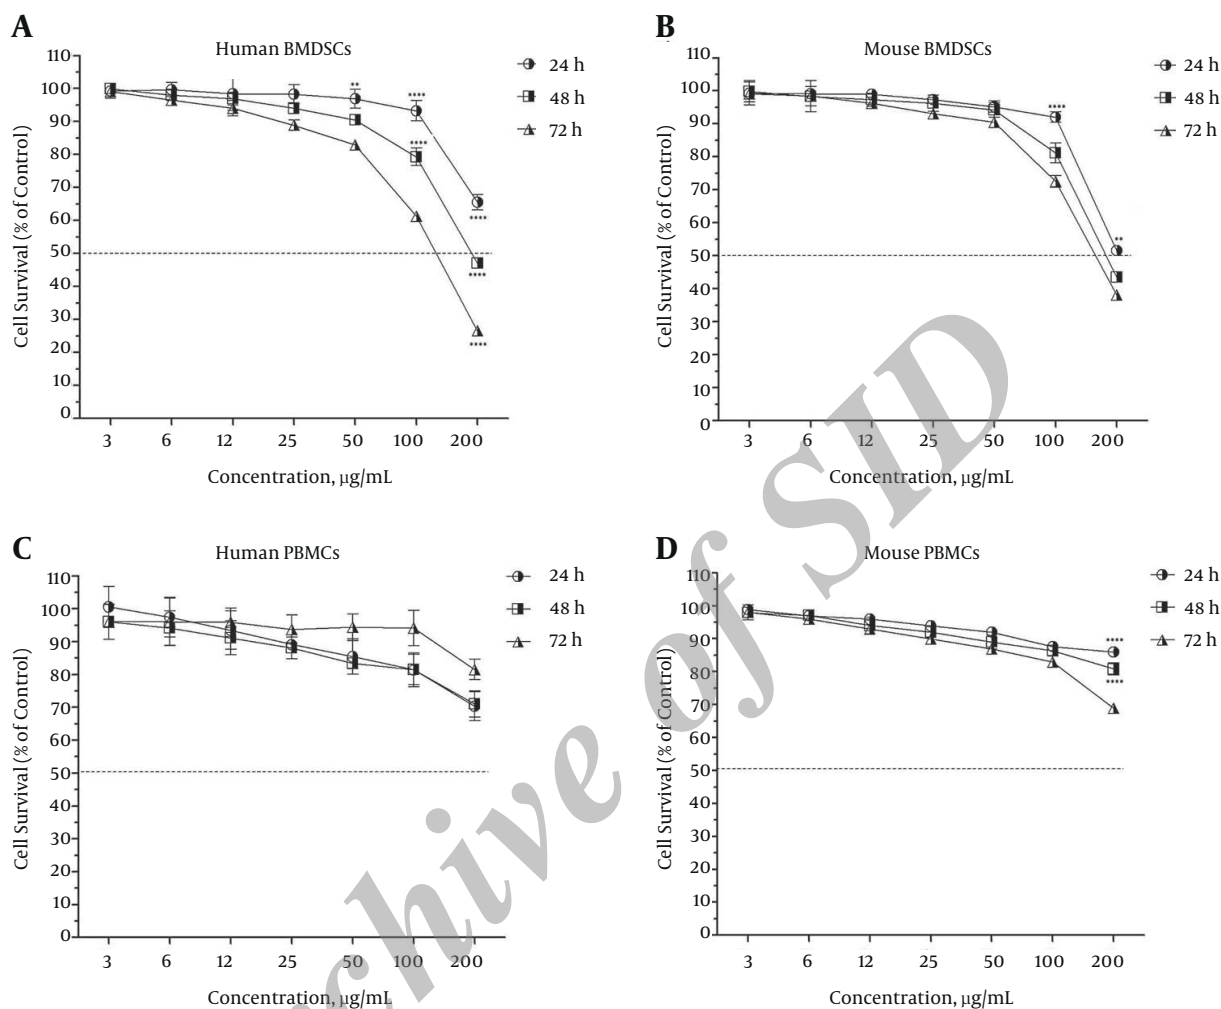 A
Human BMDSCs
110
100
90
80
70
60
50
40
30
20
10
0
Cell Survival (% of Control)
3 6 12 25 50 100 200
Concentration, µg/mL
24 h
48 h
72 h
** **** **** **** **** ****
B
Mouse BMDSCs
110
100
90
80
70
60
50
40
30
20
10
0
Cell Survival (% of Control)
3 6 12 25 50 100 200
Concentration, µg/mL
24 h
48 h
72 h
**** **
C
Human PBMCs
110
100
90
80
70
60
50
40
30
20
10
0
Cell Survival (% of Control)
3 6 12 25 50 100 200
Concentration, µg/mL
24 h
48 h
72 h
D
Mouse PBMCs
110
100
90
80
70
60
50
40
30
20
10
0
Cell Survival (% of Control)
3 6 12 25 50 100 200
Concentration, µg/mL
24 h
48 h
72 h
**** ****
chive of SID